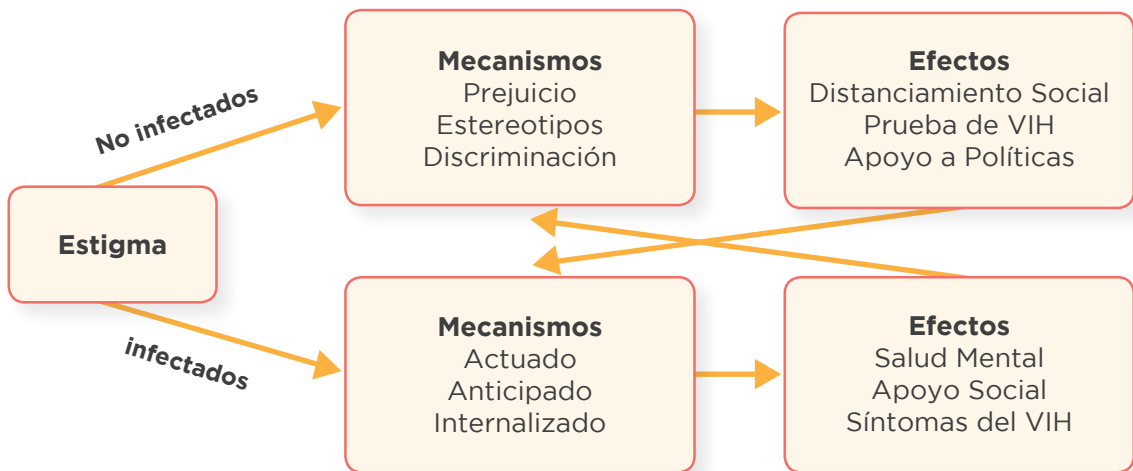 Estigma
No infectados
Mecanismos
Prejuicio
Estereotipos
Discriminación
Efectos
Distanciamiento Social
Prueba de VIH
Apoyo a Políticas
infectados
Mecanismos
Actuado
Anticipado
Internalizado
Efectos
Salud Mental
Apoyo Social
Síntomas del VIH